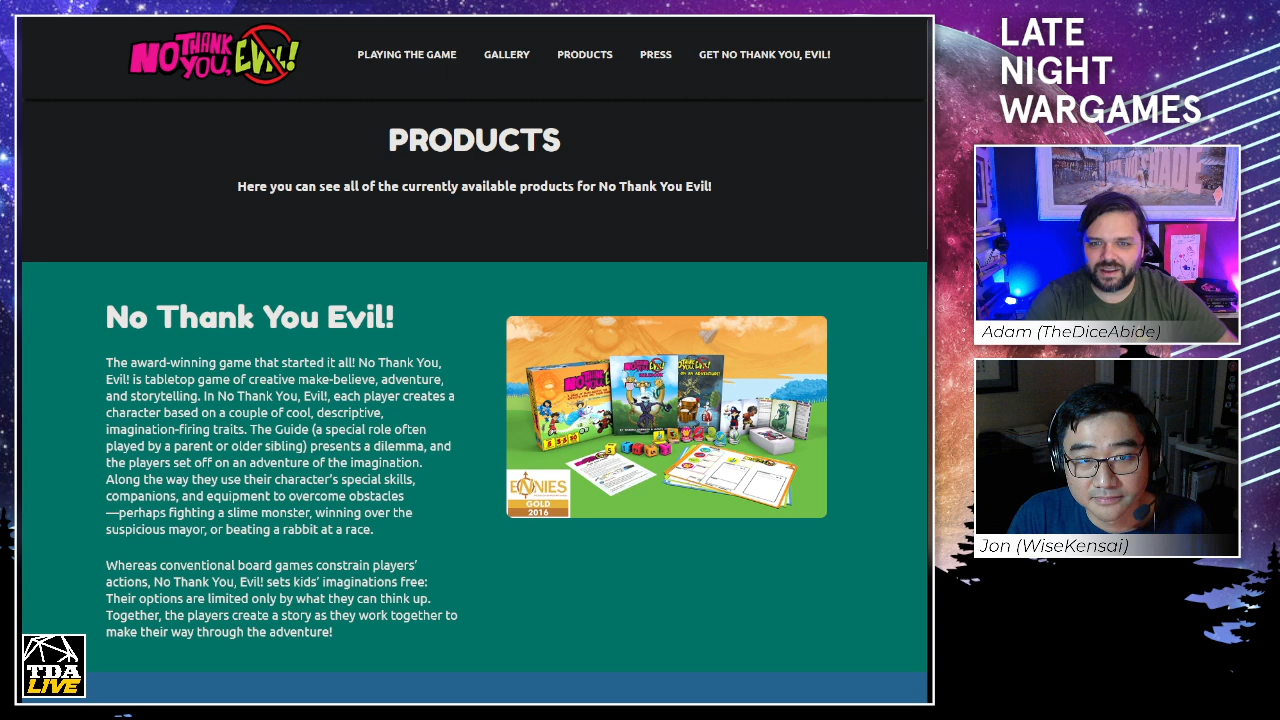 NO THANK YOU, EVIL!
PLAYING THE GAME
GALLERY
PRODUCTS
PRESS
GET NO THANK YOU, EVIL!
PRODUCTS
Here you can see all of the currently available products for No Thank You Evil!
No Thank You Evil!
The award-winning game that started it all! No Thank You,
Evil! is tabletop game of creative make-believe, adventure,
and storytelling. In No Thank You, Evil!, each player creates a
character based on a couple of cool, descriptive,
imagination-firing traits. The Guide (a special role often
played by a parent or older sibling) presents a dilemma, and
the players set off on an adventure of the imagination.
Along the way they use their character’s special skills,
companions, and equipment to overcome obstacles
—perhaps fighting a slime monster, winning over the
suspicious mayor, or beating a rabbit at a race.
Whereas conventional board games constrain players’
actions, No Thank You, Evil! sets kids’ imaginations free:
Their options are limited only by what they can think up.
Together, the players create a story as they work together to
make their way through the adventure!
ENNIES
GOLD
2016
TDA
LIVE
LATE
NIGHT
WARGAMES
Adam (TheDiceAbide)
Jon (WiseKensai)